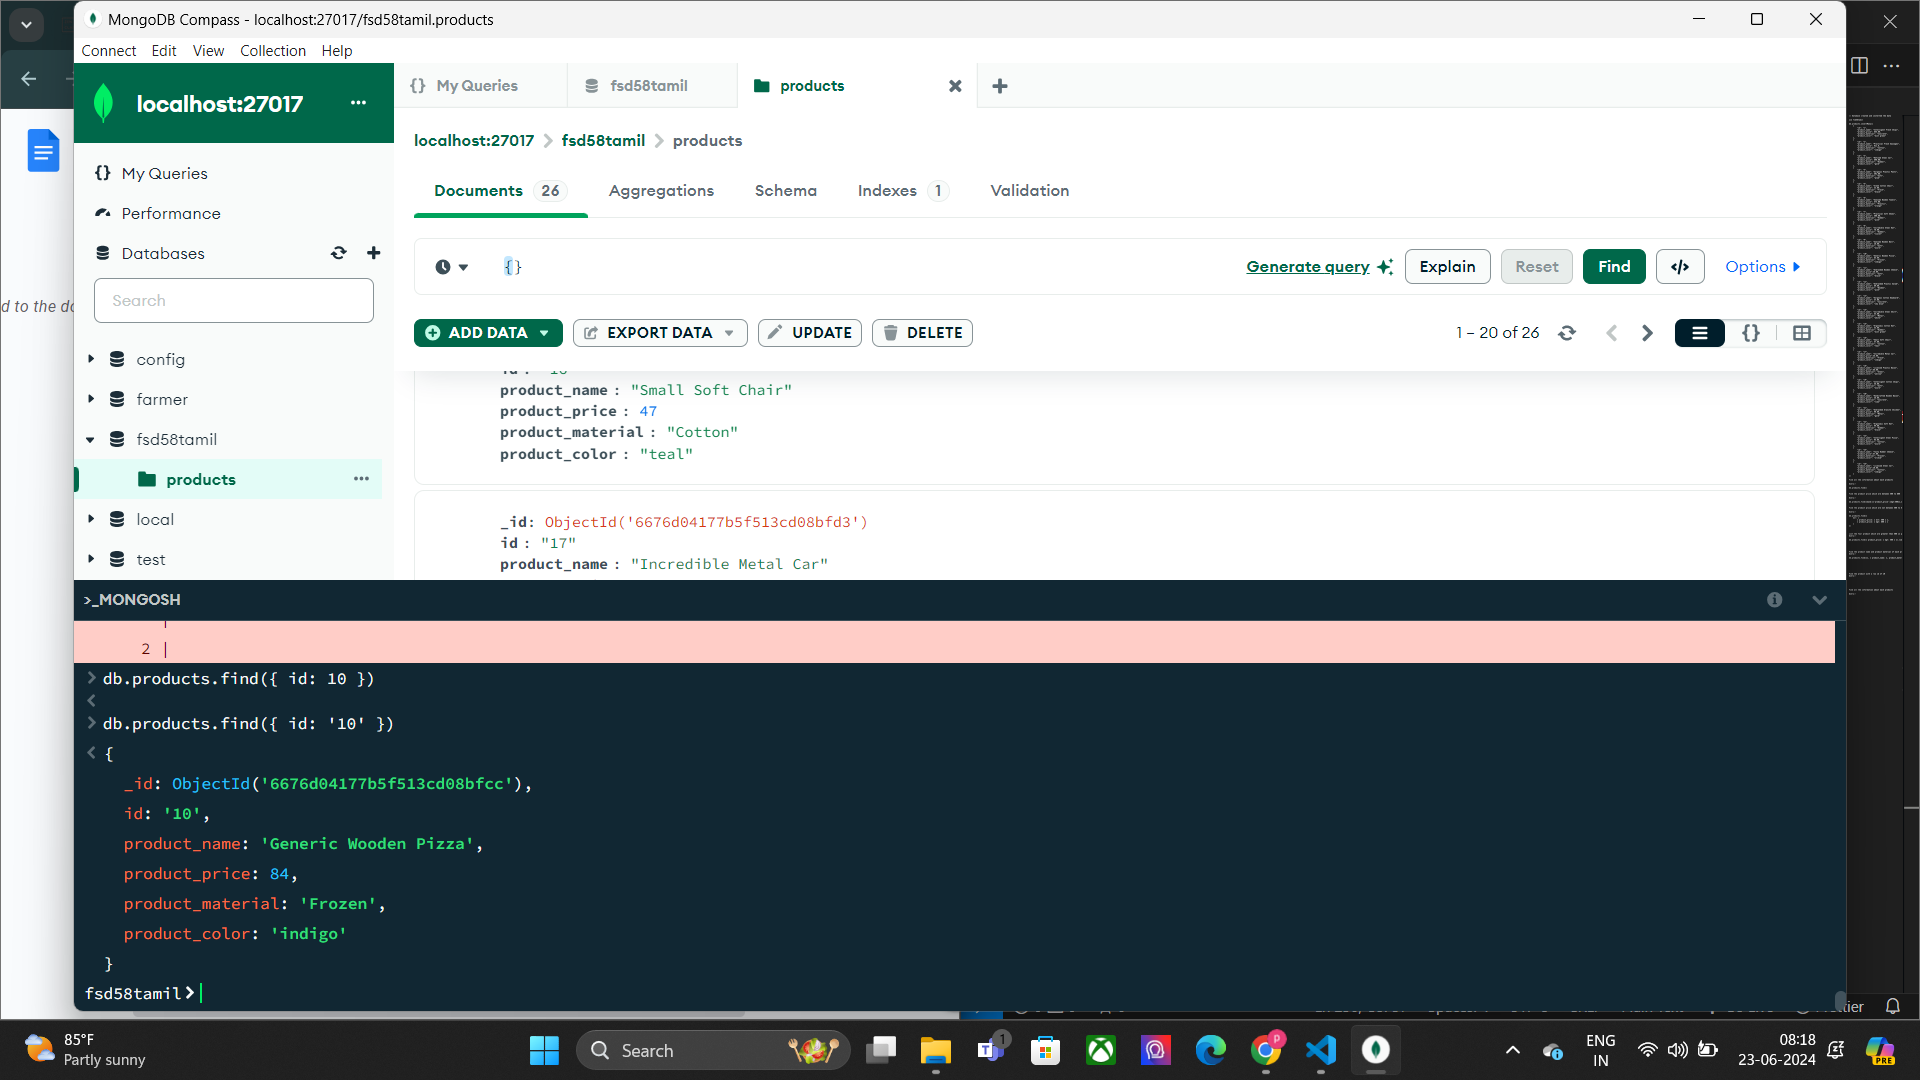 MongoDB Compass - localhost:27017/fsd58tamil.products
Connect Edit View Collection Help
localhost:27017
{} My Queries
fsd58tamil
products
localhost:27017 > fsd58tamil > products
My Queries
Performance
Databases
Search
config
farmer
fsd58tamil
products
local
test
Documents 26 Aggregations Schema Indexes 1 Validation
{}
Generate query Explain Reset Find </> Options
ADD DATA EXPORT DATA UPDATE DELETE
1 – 20 of 26
product_name : "Small Soft Chair"
product_price : 47
product_material : "Cotton"
product_color : "teal"
_id: ObjectId('6676d04177b5f513cd08bfd3')
id : "17"
product_name : "Incredible Metal Car"
d to the do
>_MONGOSH
2 |
> db.products.find({ id: 10 })
<
> db.products.find({ id: '10' })
< {
_id: ObjectId('6676d04177b5f513cd08bfcc'),
id: '10',
product_name: 'Generic Wooden Pizza',
product_price: 84,
product_material: 'Frozen',
product_color: 'indigo'
}
fsd58tamil>
85°F
Partly sunny
Search
1
P
ENG
IN
08:18
23-06-2024
PRE